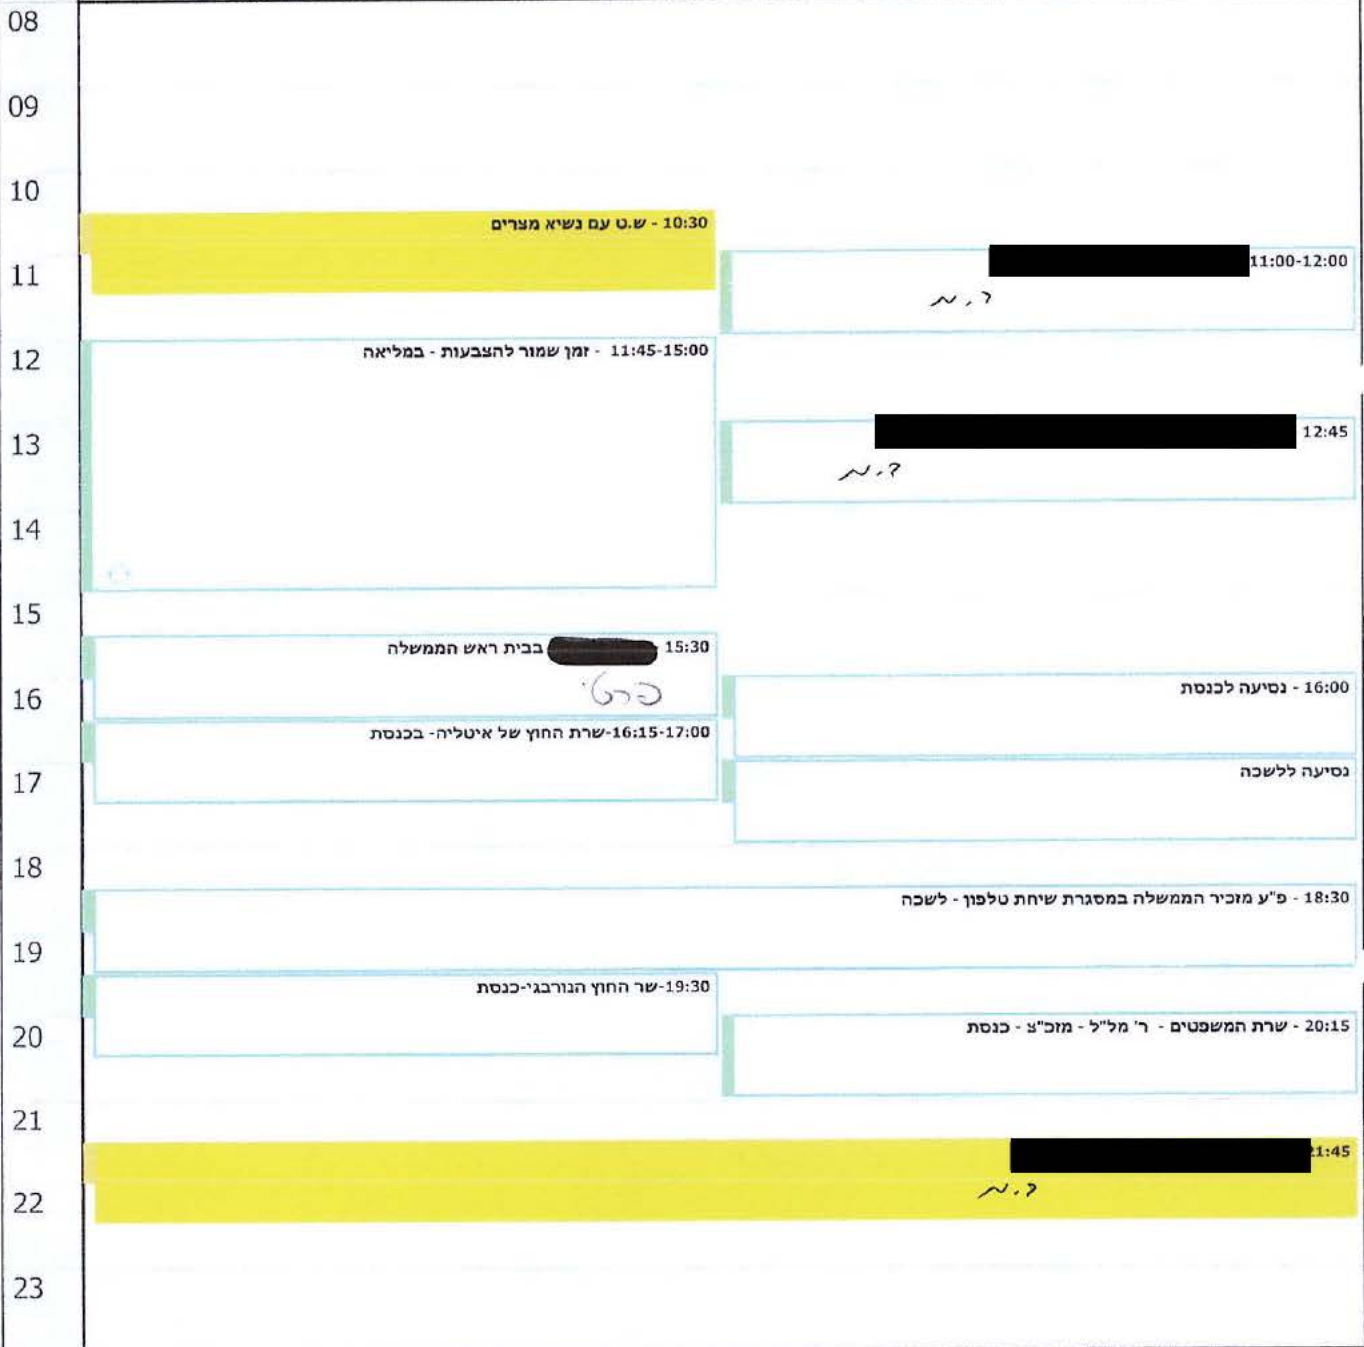 08
09
10
10:30 - ש.ט עם נשיא מצרים
11
11:00-12:00
ד.מ
12
11:45-15:00 - זמן שמור להצבעות - במליאה
13
12:45
ד.מ
14
15
15:30 בבית ראש הממשלה
פרטי
16
16:00 - נסיעה לכנסת
16:15-17:00-שרת החוץ של איטליה- בכנסת
17
נסיעה ללשכה
18
18:30 - פ"ע מזכיר הממשלה במסגרת שיחת טלפון - לשכה
19
19:30-שר החוץ הנורבגי-כנסת
20
20:15 - שרת המשפטים - ר' מל"ל - מזכ"צ - כנסת
21
21:45
ד.מ
22
23